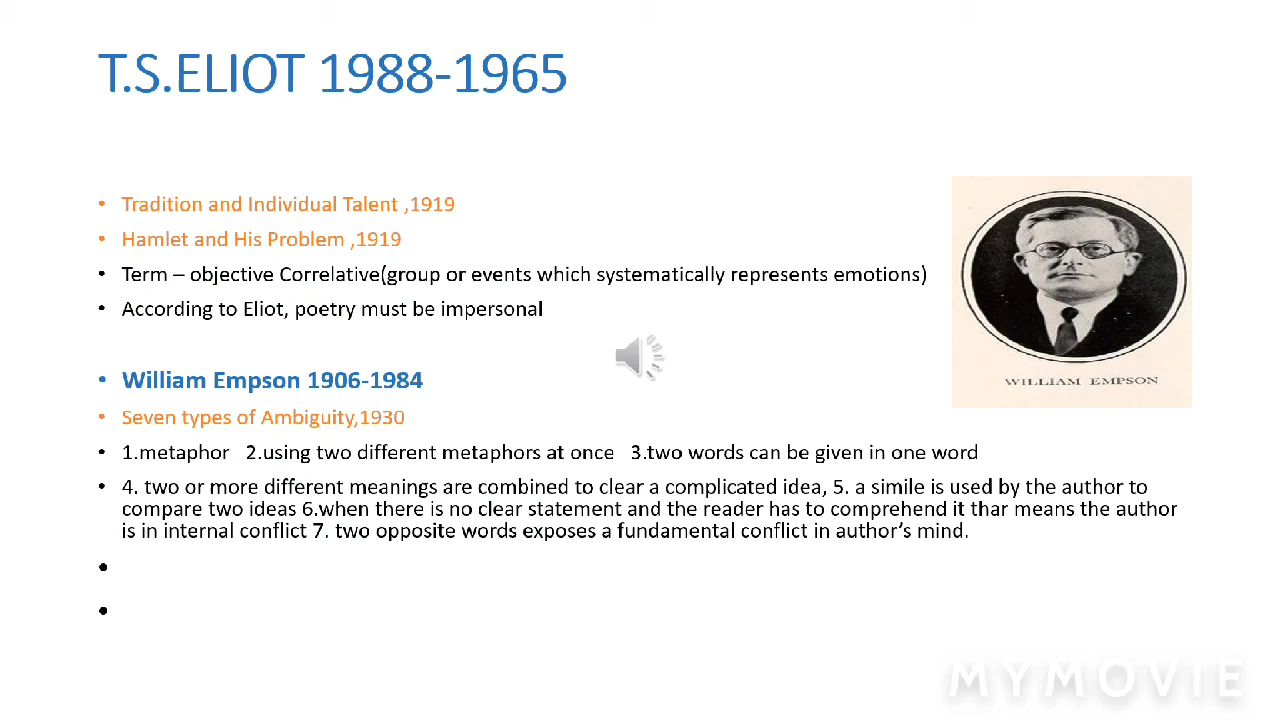 T.S.ELIOT 1988-1965
• Tradition and Individual Talent ,1919
• Hamlet and His Problem ,1919
• Term – objective Correlative(group or events which systematically represents emotions)
• According to Eliot, poetry must be impersonal
WILLIAM EMPSON
• William Empson 1906-1984
• Seven types of Ambiguity,1930
• 1.metaphor 2.using two different metaphors at once 3.two words can be given in one word
• 4. two or more different meanings are combined to clear a complicated idea, 5. a simile is used by the author to
compare two ideas 6.when there is no clear statement and the reader has to comprehend it thar means the author
is in internal conflict 7. two opposite words exposes a fundamental conflict in author’s mind.
•
•
MYMOVIE